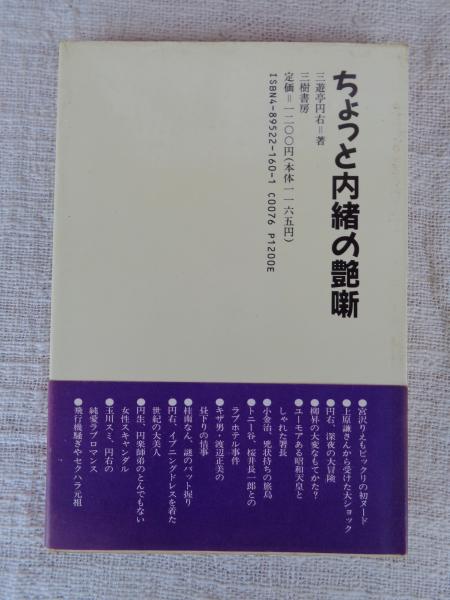 ちょっと内緒の艶噺
三遊亭円右=著
三樹書房
定価=一二〇〇円(本体一一六五円)
ISBN4-89522-160-1 C0076 P1200E
●宮沢りえもビックリの初ヌード
●上原謙さんから受けた大ショック
●円右、深夜の大冒険
●柳昇の大変なもてかた?
●ユーモアある昭和天皇と
しゃれた署長
●小金治、兇状持ちの旅烏
●トニー谷、桜井長一郎との
ラブホテル事件
●キザ男・渡辺正美の
昼下りの情事
●桂南なん、謎のバット握り
●円右、イブニングドレスを着た
世紀の大美人
●円生、円楽師弟のとんでもない
女性スキャンダル
●玉川スミ、円右の
純愛ラブロマンス
●飛行機騒ぎやセクハラ元祖